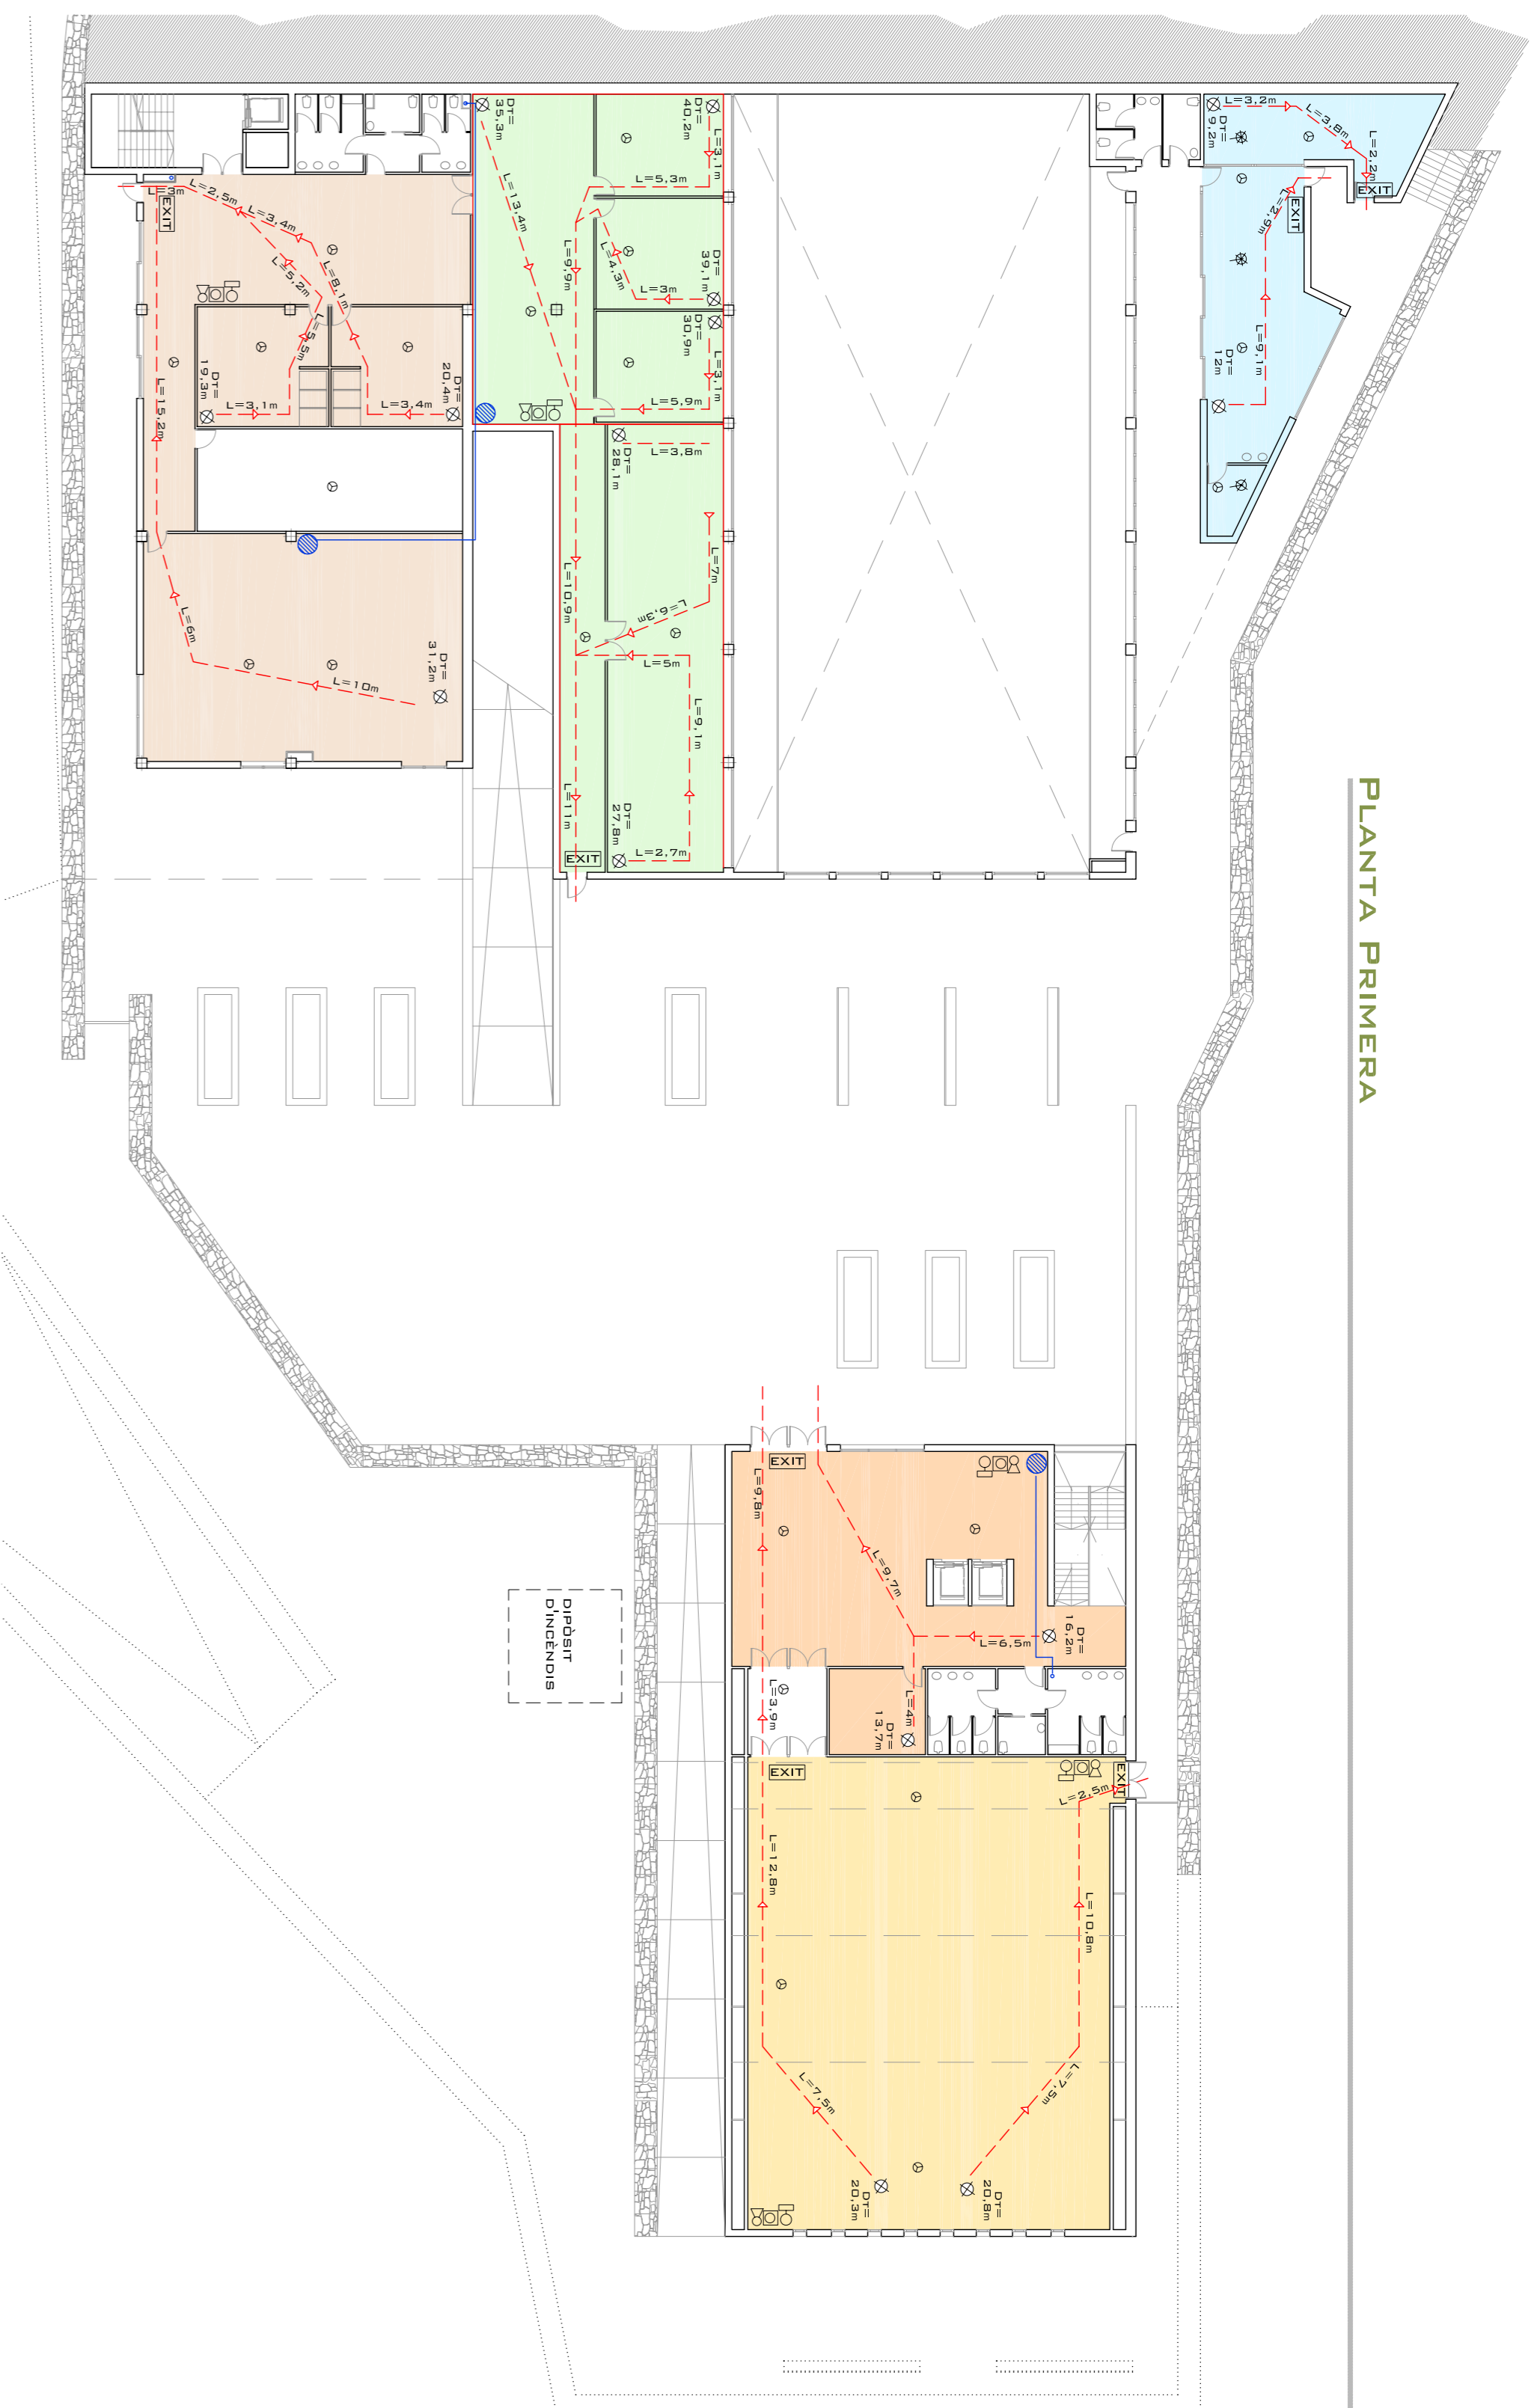 PLANTA PRIMERA
L=3,2m
DT=
9,2m
L=3,8m
L=2,2m
EXIT
L=2,9m
EXIT
L=9,1m
DT=
12m
DT=
35,3m
L=13,4m
DT=
40,2m
L=3,1m
L=5,3m
L=9,9m
L=4,3m
DT=
39,1m
L=3m
DT=
30,9m
L=3,1m
L=5,9m
DT=
28,1m
L=3,8m
L=7m
L=6,3m
L=10,9m
L=5m
L=9,1m
L=11m
DT=
27,8m
L=2,7m
EXIT
L=3m
EXIT
L=2,5m
L=3,4m
L=5,2m
L=8,1m
L=5,5m
DT=
19,3m
L=3,1m
DT=
20,4m
L=3,4m
L=15,2m
L=6m
L=10m
DT=
31,2m
EXIT
L=9,8m
L=9,7m
L=6,5m
DT=
16,2m
L=4m
DT=
13,7m
L=3,9m
DIPÒSIT
D'INCÈNDIS
EXIT
EXIT
L=2,5m
L=12,8m
L=10,8m
L=7,5m
L=7,5m
DT=
20,3m
DT=
20,8m